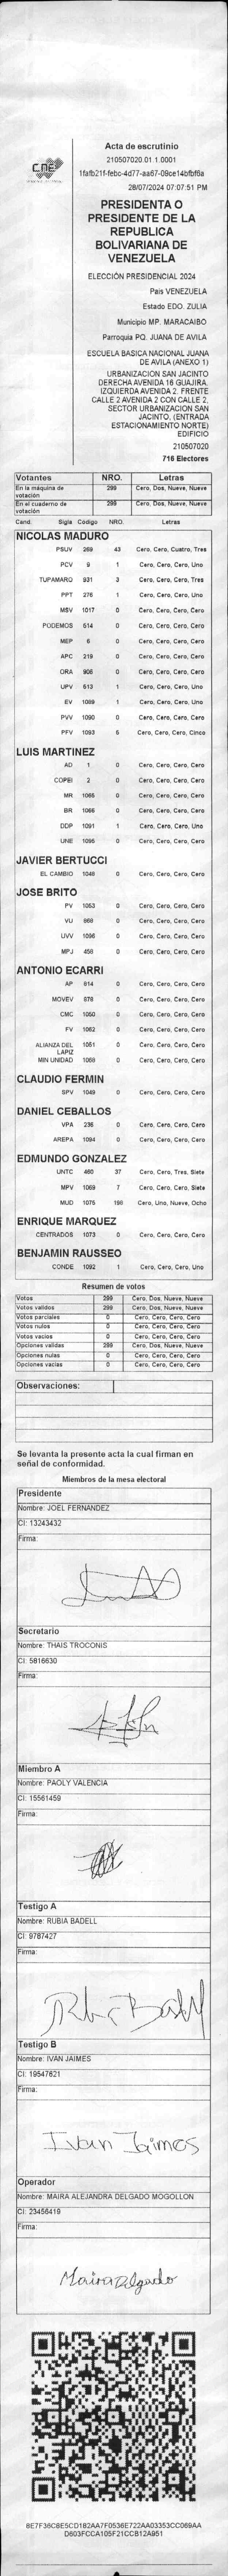 cne
Acta de escrutinio
210507020.01 1.0001
28/07/2024 07:07:51 PM
PRESIDENTA O
PRESIDENTE DE LA
REPUBLICA
BOLIVARIANA DE
VENEZUELA
ELECCIÓN PRESIDENCIAL 2024
Pais VENEZUELA
Estado EDO. ZULIA
Municipio MP. MARACAIBO
Parroquia PQ. JUANA DE AVILA
ESCUELA BASICA NACIONAL JUANA
DE AVILA (ANEXO 1)
URBANIZACION SAN JACINTO
DERECHA AVENIDA 16 GUAJIRA.
IZQUIERDA AVENIDA 2. FRENTE
CALLE 2 AVENIDA 2 CON CALLE 2,
SECTOR URBANIZACION SAN
JACINTO. (ENTRADA
ESTACIONAMIENTO NORTE)
EDIFICIO
210507020
716 Electores
Votantes NRO. Letras
En la máquina de votación 299 Cero, Dos, Nueve, Nueve
En el cuaderno de votación 299 Cero, Dos, Nueve, Nueve
Cand. Sigla Código NRO. Letras
NICOLAS MADURO
PSUV 269 43 Cero, Cero, Cuatro, Tres
PCV 9 1 Cero, Cero, Cero, Uno
TUPAMARO 931 3 Cero, Cero, Cero, Tres
PPT 276 1 Cero, Cero, Cero, Uno
MSV 1017 0 Cero, Cero, Cero, Cero
PODEMOS 514 0 Cero, Cero, Cero, Cero
MEP 6 0 Cero, Cero, Cero, Cero
APC 219 0 Cero, Cero, Cero, Cero
ORA 906 0 Cero, Cero, Cero, Cero
UPV 513 1 Cero, Cero, Cero, Uno
EV 1089 1 Cero, Cero, Cero, Uno
PVV 1090 0 Cero, Cero, Cero, Cero
PFV 1093 5 Cero, Cero, Cero, Cinco
LUIS MARTINEZ
AD 1 0 Cero, Cero, Cero, Cero
COPEI 2 0 Cero, Cero, Cero, Cero
MR 1065 0 Cero, Cero, Cero, Cero
BR 1066 0 Cero, Cero, Cero, Cero
DDP 1091 1 Cero, Cero, Cero, Uno
UNE 1095 0 Cero, Cero, Cero, Cero
JAVIER BERTUCCI
EL CAMBIO 1048 0 Cero, Cero, Cero, Cero
JOSE BRITO
PV 1053 0 Cero, Cero, Cero, Cero
VU 868 0 Cero, Cero, Cero, Cero
UVV 1096 0 Cero, Cero, Cero, Cero
MPJ 458 0 Cero, Cero, Cero, Cero
ANTONIO ECARRI
AP 614 0 Cero, Cero, Cero, Cero
MOVEV 878 0 Cero, Cero, Cero, Cero
CMC 1050 0 Cero, Cero, Cero, Cero
FV 1062 0 Cero, Cero, Cero, Cero
ALIANZA DEL LAPIZ 1051 0 Cero, Cero, Cero, Cero
MIN UNIDAD 1068 0 Cero, Cero, Cero, Cero
CLAUDIO FERMIN
SPV 1049 0 Cero, Cero, Cero, Cero
DANIEL CEBALLOS
VPA 236 0 Cero, Cero, Cero, Cero
AREPA 1094 0 Cero, Cero, Cero, Cero
EDMUNDO GONZALEZ
UNTC 460 37 Cero, Cero, Tres, Siete
MPV 1069 7 Cero, Cero, Cero, Siete
MUD 1075 198 Cero, Uno, Nueve, Ocho
ENRIQUE MARQUEZ
CENTRADOS 1073 0 Cero, Cero, Cero, Cero
BENJAMIN RAUSSEO
CONDE 1092 1 Cero, Cero, Cero, Uno
Resumen de votos
Votos 299 Cero, Dos, Nueve, Nueve
Votos validos 299 Cero, Dos, Nueve, Nueve
Votos parciales 0 Cero, Cero, Cero, Cero
Votos nulos 0 Cero, Cero, Cero, Cero
Votos vacios 0 Cero, Cero, Cero, Cero
Opciones validas 299 Cero, Dos, Nueve, Nueve
Opciones nulas 0 Cero, Cero, Cero, Cero
Opciones vacias 0 Cero, Cero, Cero, Cero
Observaciones:
Se levanta la presente acta la cual firman en
señal de conformidad.
Miembros de la mesa electoral
Presidente
Nombre: JOEL FERNANDEZ
CI: 13243432
Firma:
Secretario
Nombre: THAIS TROCONIS
CI: 5816630
Firma:
Miembro A
Nombre: PAOLY VALENCIA
CI: 15561459
Firma:
Testigo A
Nombre: RUBIA BADELL
CI: 9787427
Firma:
Testigo B
Nombre: IVAN JAIMES
CI: 19547621
Firma:
Ivan Jaimes
Operador
Nombre: MAIRA ALEJANDRA DELGADO MOGOLLON
CI: 23456419
Firma:
Maira Delgado